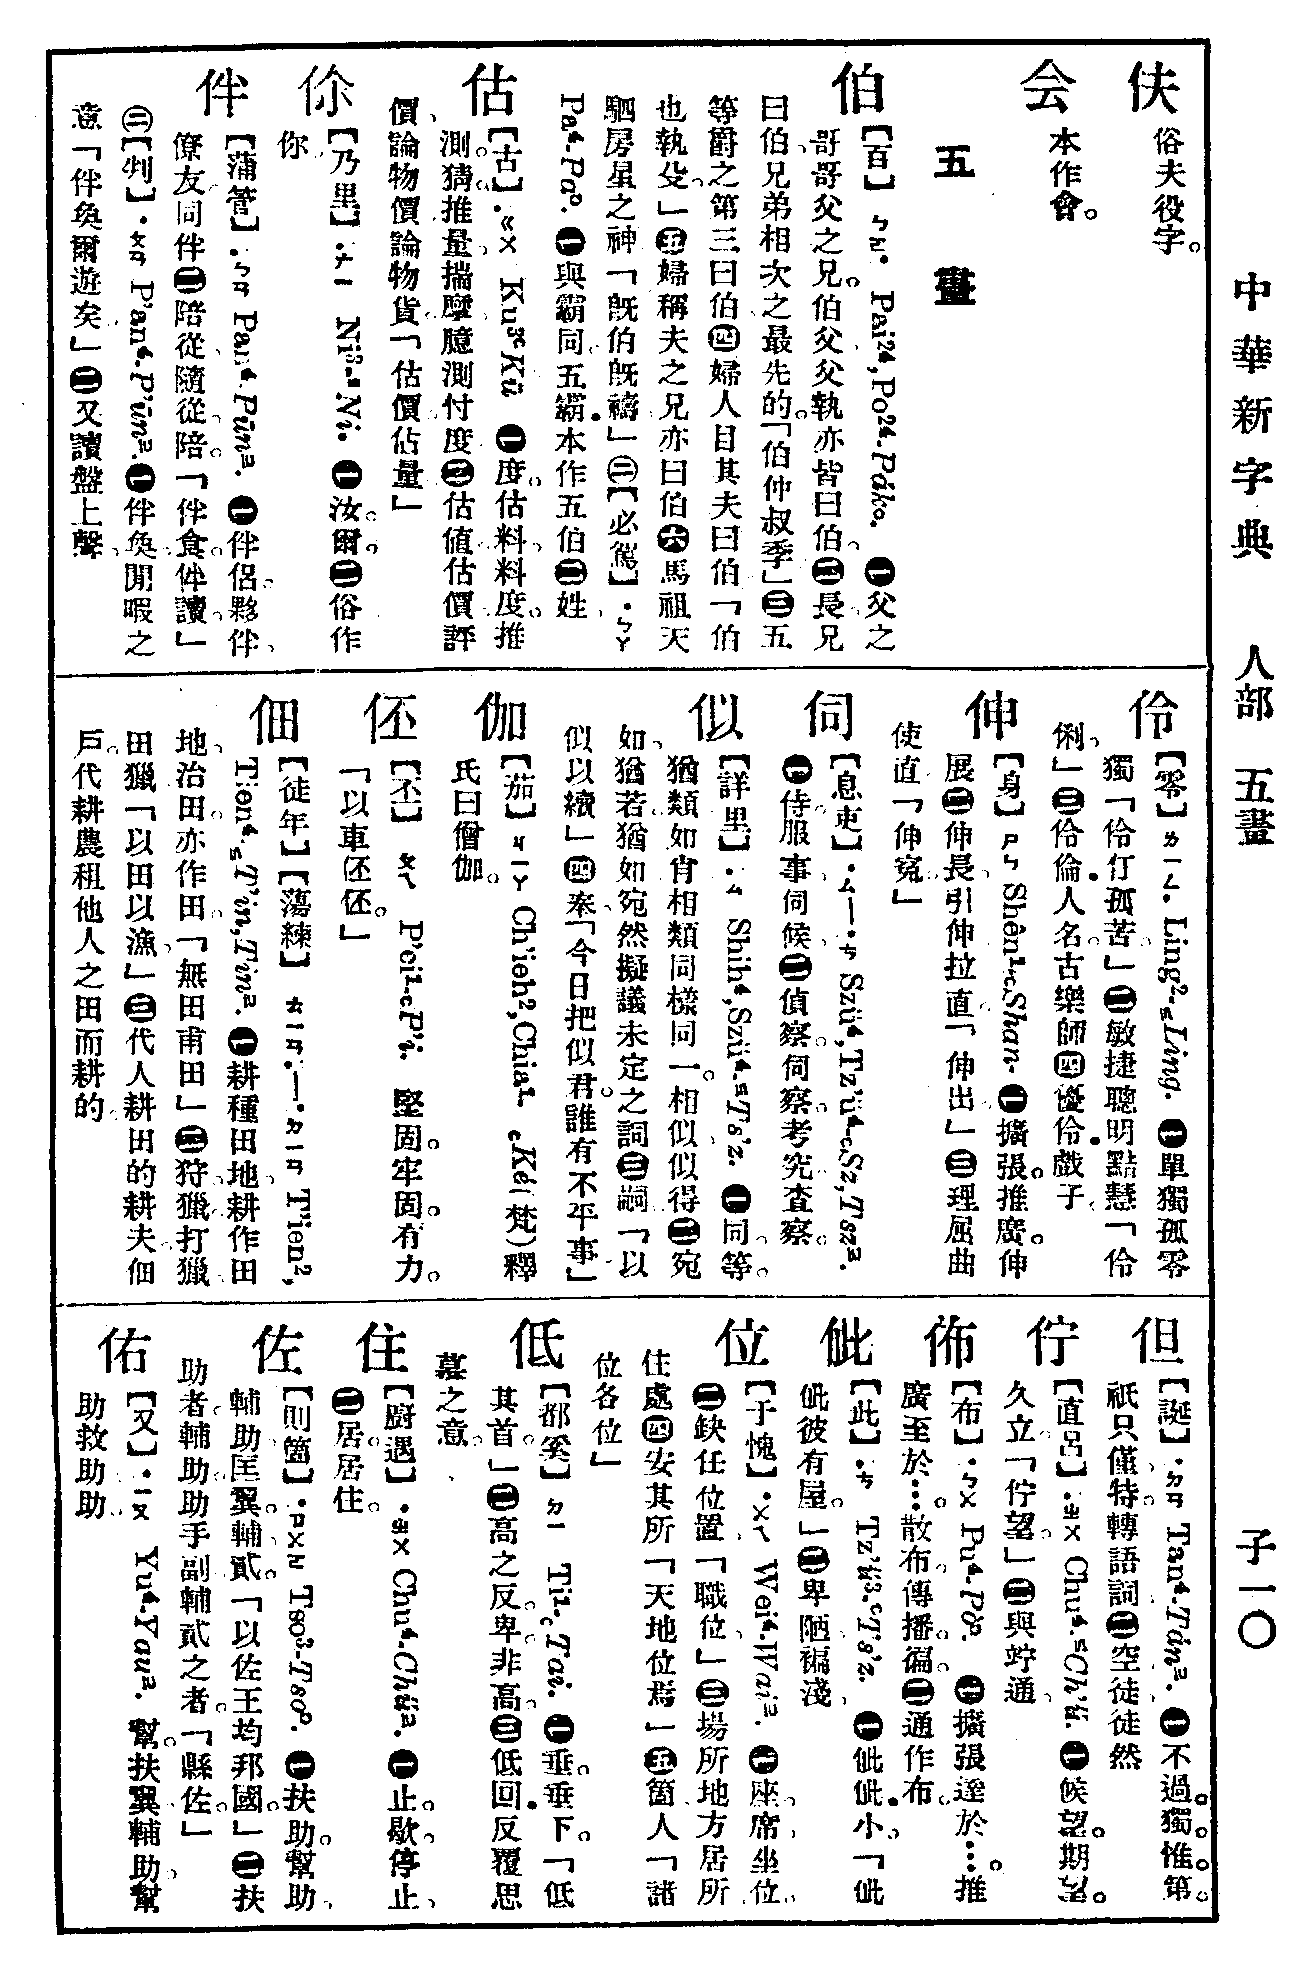 中華新字典 人部 五畫 子一〇
伕
俗夫役字。
会
本作會。
五畫
伯
【百】ㄅㄞ. Pai²⁴, Po²⁴. Páko. ㊀父之
哥哥父之兄。伯父父執亦皆曰伯。㊁長兄
曰伯。兄弟相次之最先的。「伯仲叔季」㊂五
等爵之第三曰伯㊃婦人目其夫曰伯「伯
也執殳。」㊄婦稱夫之兄亦曰伯㊅馬祖天
駟房星之神「既伯既禱」㊁【必駡】.ㄅㄚ
Pa⁴. Pa°. ㊀與霸同。五霸本作五伯㊁姓
估
【古】.ㄍㄨ Ku³ᶜKü ㊀度。估料料度。推
測。猜。推量。揣摩臆測忖度㊁估値估價評
價。論物價論物貨。「估價估量」
伱
【乃里】.ㄋㄧ Ni³-ⁿNi. ㊀汝。爾。㊁俗作
你
伴
【蒲管】.ㄅㄢ Pan⁴. Pūn². ㊀伴侶。夥伴。
僚友同伴㊁陪從。隨從。陪。「伴食。伴讀。」
㊁【判】.ㄆㄢ P'an⁴. P'ūn². ㊀伴奐。閒暇之
意「伴奐爾遊矣」㊁又讀盤上聲
伶
【零】ㄌㄧㄥ. Ling²-ₛLing. ㊀單獨孤零
獨「伶仃孤苦。」㊁敏捷聰明黠慧。「伶
俐。」㊂伶倫人名。古樂師㊃優伶戲子。
伸
【身】ㄕㄣ Shên¹-cShan. ㊀擴張。推廣。伸
展㊁伸長。引伸拉直。「伸出」㊂理屈曲
使直「伸寃」
伺
【息吏】.ㄙㄧ.ㄘ Szŭ⁴, Tz'ŭ⁴-cSz, Tsz².
㊀侍。服事伺候。㊁偵察。伺察。考究查察。
似
【詳里】.ㄙ Shih⁴, Szŭ⁴. ⁿTs'z. ㊀同。等。
猶類如肖相類同樣同一。相似似得㊁宛
如。猶若猶如宛然擬議未定之詞㊂嗣「以
似以續」㊃奉「今日把似君。誰有不平事」
伽
【茄】ㄐㄧㄚ Ch'ieh², Chia¹. cKé(梵)釋
氏曰僧伽。
伾
【丕】ㄆㄟ P'ei¹-cP'i. 堅固。牢固。有力。
「以車伾伾。」
佃
【徒年】【蕩練】ㄊㄧㄢ.ㄧ.ㄌㄧㄢ T'ien²,
Tien⁴. ₛT'in, Tin². ㊀耕種田地。耕作田
地。治田。亦作田。「無田甫田」㊁狩獵。打獵
田獵「以田以漁。」㊂代人耕田的耕夫。佃
戶。代耕農租他人之田而耕的。
但
【誕】.ㄉㄢ Tan⁴. Tán². ㊀不過。獨。惟。第。
祇。只。僅。特。轉語詞㊁空。徒。徒然
佇
【直呂】.ㄓㄨ Chu⁴. ⁿCh'ü. ㊀候望。期馮。
久立。「佇望。」㊁與竚通。
佈
【布】.ㄅㄨ Pu⁴. Pò². ㊀擴張達於…。推
廣至於…。散布。傳播。徧。㊁通作布。
佌
【此】.ㄘ Tz'ŭ³. ᶜTs'z. ㊀佌佌。小。「佌
佌彼有屋。」㊁卑陋。褊淺。
位
【于愧】.ㄨㄟ Wei⁴. Wai². ㊀座。席坐位。
㊁缺任。位置「職位。」㊂場所。地方。居所
住處。㊃安其所「天地位焉」㊄箇人「諸
位各位」
低
【都奚】ㄉㄧ Ti¹. cTai. ㊀垂。垂下。「低
其首。」㊁高之反。卑。非高。㊂低回。反覆思
慕之意。
住
【廚遇】.ㄓㄨ Chu⁴. Chü². ㊀止。歇。停止。
㊁居。居住。
佐
【則箇】.ㄗㄨㄛ Tso³-Tso°. ㊀扶助。幫助。
輔助。匡翼。輔貳。「以佐王均邦國。」㊁扶
助者。輔助。助手副輔貳之者。「縣佐。」
佑
【又】.ㄧㄡ Yu⁴. Yau². 幫。扶翼輔助。幫
助救助助。